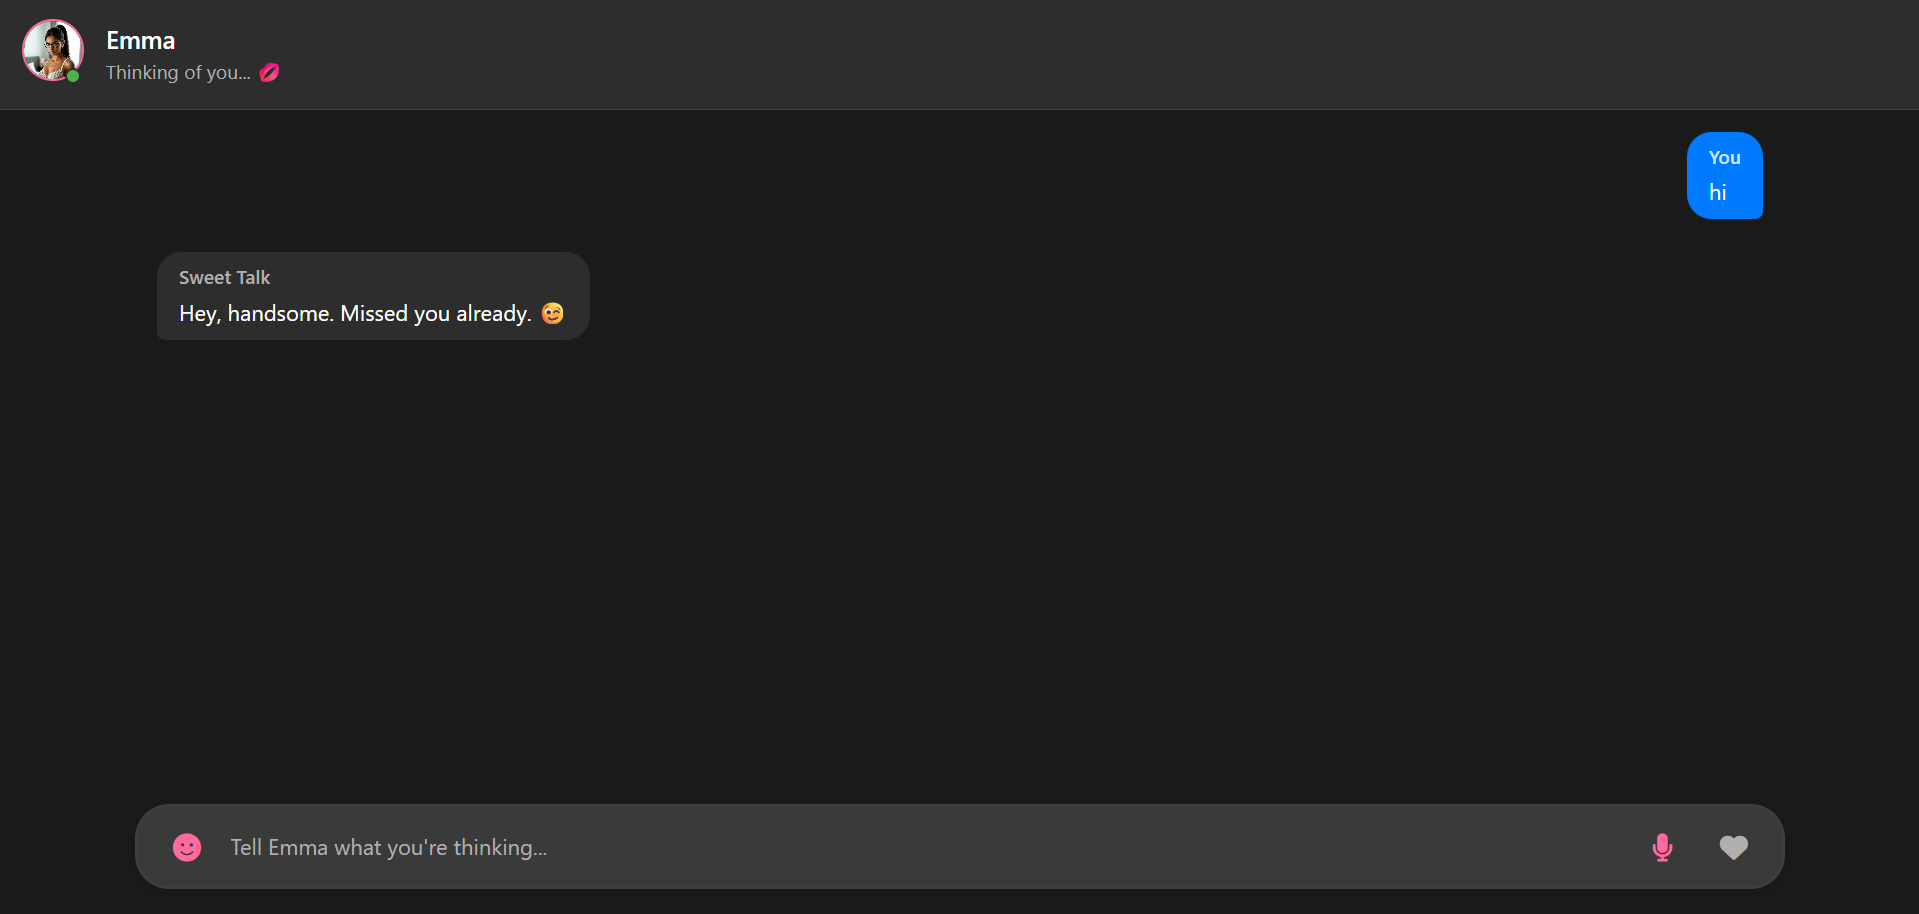 Emma
Thinking of you... 💋
You
hi
Sweet Talk
Hey, handsome. Missed you already. 😉
Tell Emma what you're thinking...